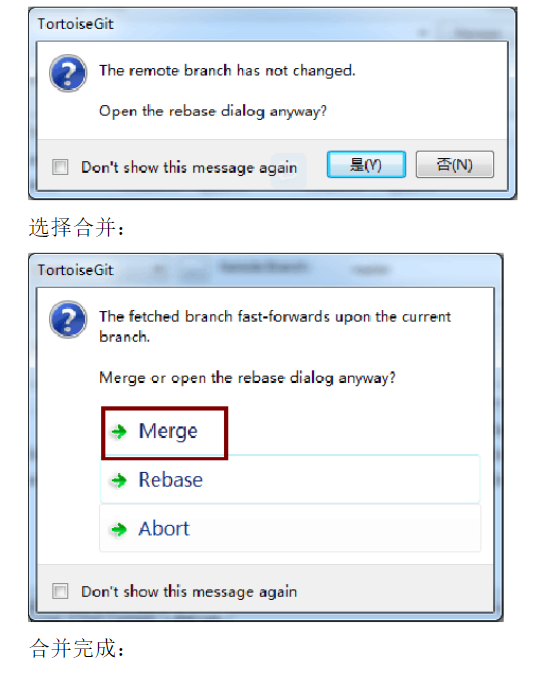 TortoiseGit
The remote branch has not changed.
Open the rebase dialog anyway?
Don't show this message again
是(Y)
否(N)
选择合并：
TortoiseGit
The fetched branch fast-forwards upon the current
branch.
Merge or open the rebase dialog anyway?
Merge
Rebase
Abort
Don't show this message again
合并完成：